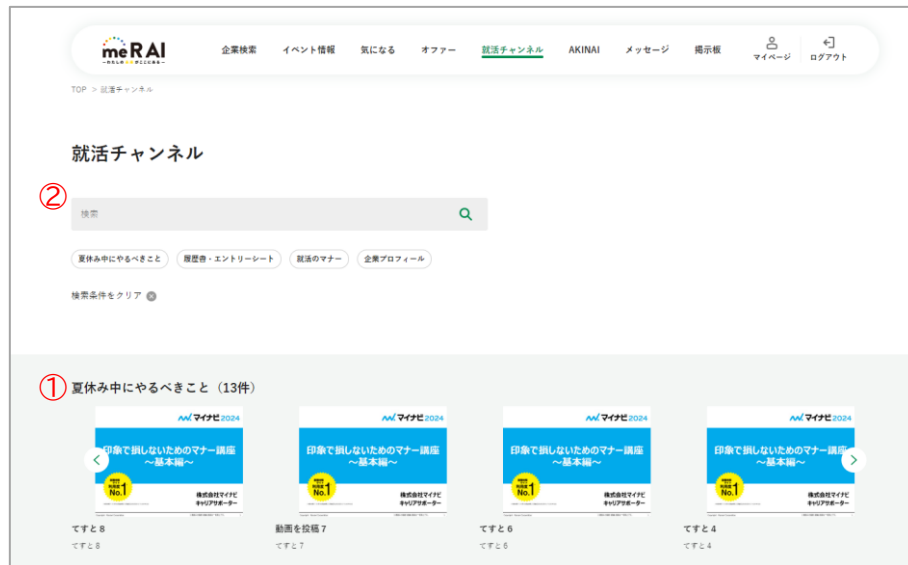 meRAI
企業検索 イベント情報 気になる オファー 就活チャンネル AKINAI メッセージ 掲示板 マイページ ログアウト
TOP > 就活チャンネル
就活チャンネル
②
検索
夏休み中にやるべきこと 履歴書・エントリーシート 就活のマナー 企業プロフィール
検索条件をクリア
① 夏休み中にやるべきこと（13件）
マイナビ2024 マイナビ2024 マイナビ2024 マイナビ2024
印象で損しないためのマナー講座 印象で損しないためのマナー講座 印象で損しないためのマナー講座 印象で損しないためのマナー講座
～基本編～ ～基本編～ ～基本編～ ～基本編～
No.1 No.1 No.1 No.1
株式会社マイナビ 株式会社マイナビ 株式会社マイナビ 株式会社マイナビ
キャリアサポーター キャリアサポーター キャリアサポーター キャリアサポーター
てすと8 動画を投稿7 てすと6 てすと4
てすと8 てすと7 てすと6 てすと4